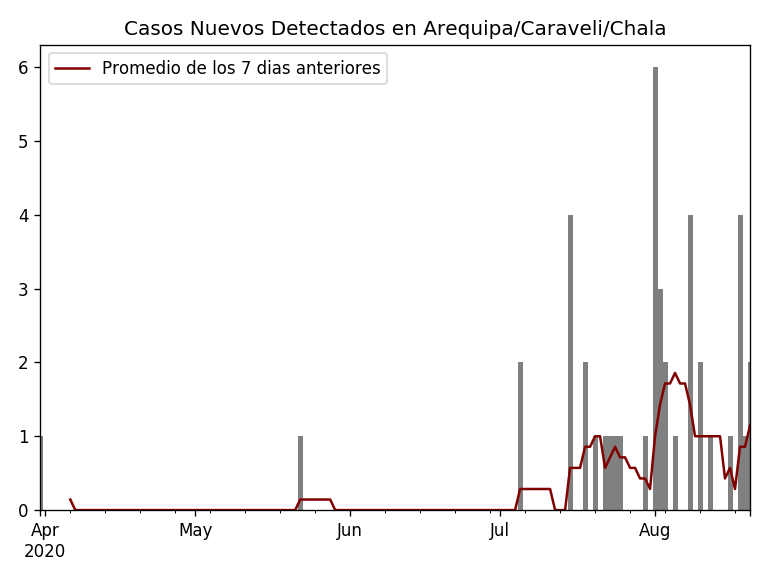 Casos Nuevos Detectados en Arequipa/Caraveli/Chala
Promedio de los 7 dias anteriores
6
5
4
3
2
1
0
Apr May Jun Jul Aug
2020